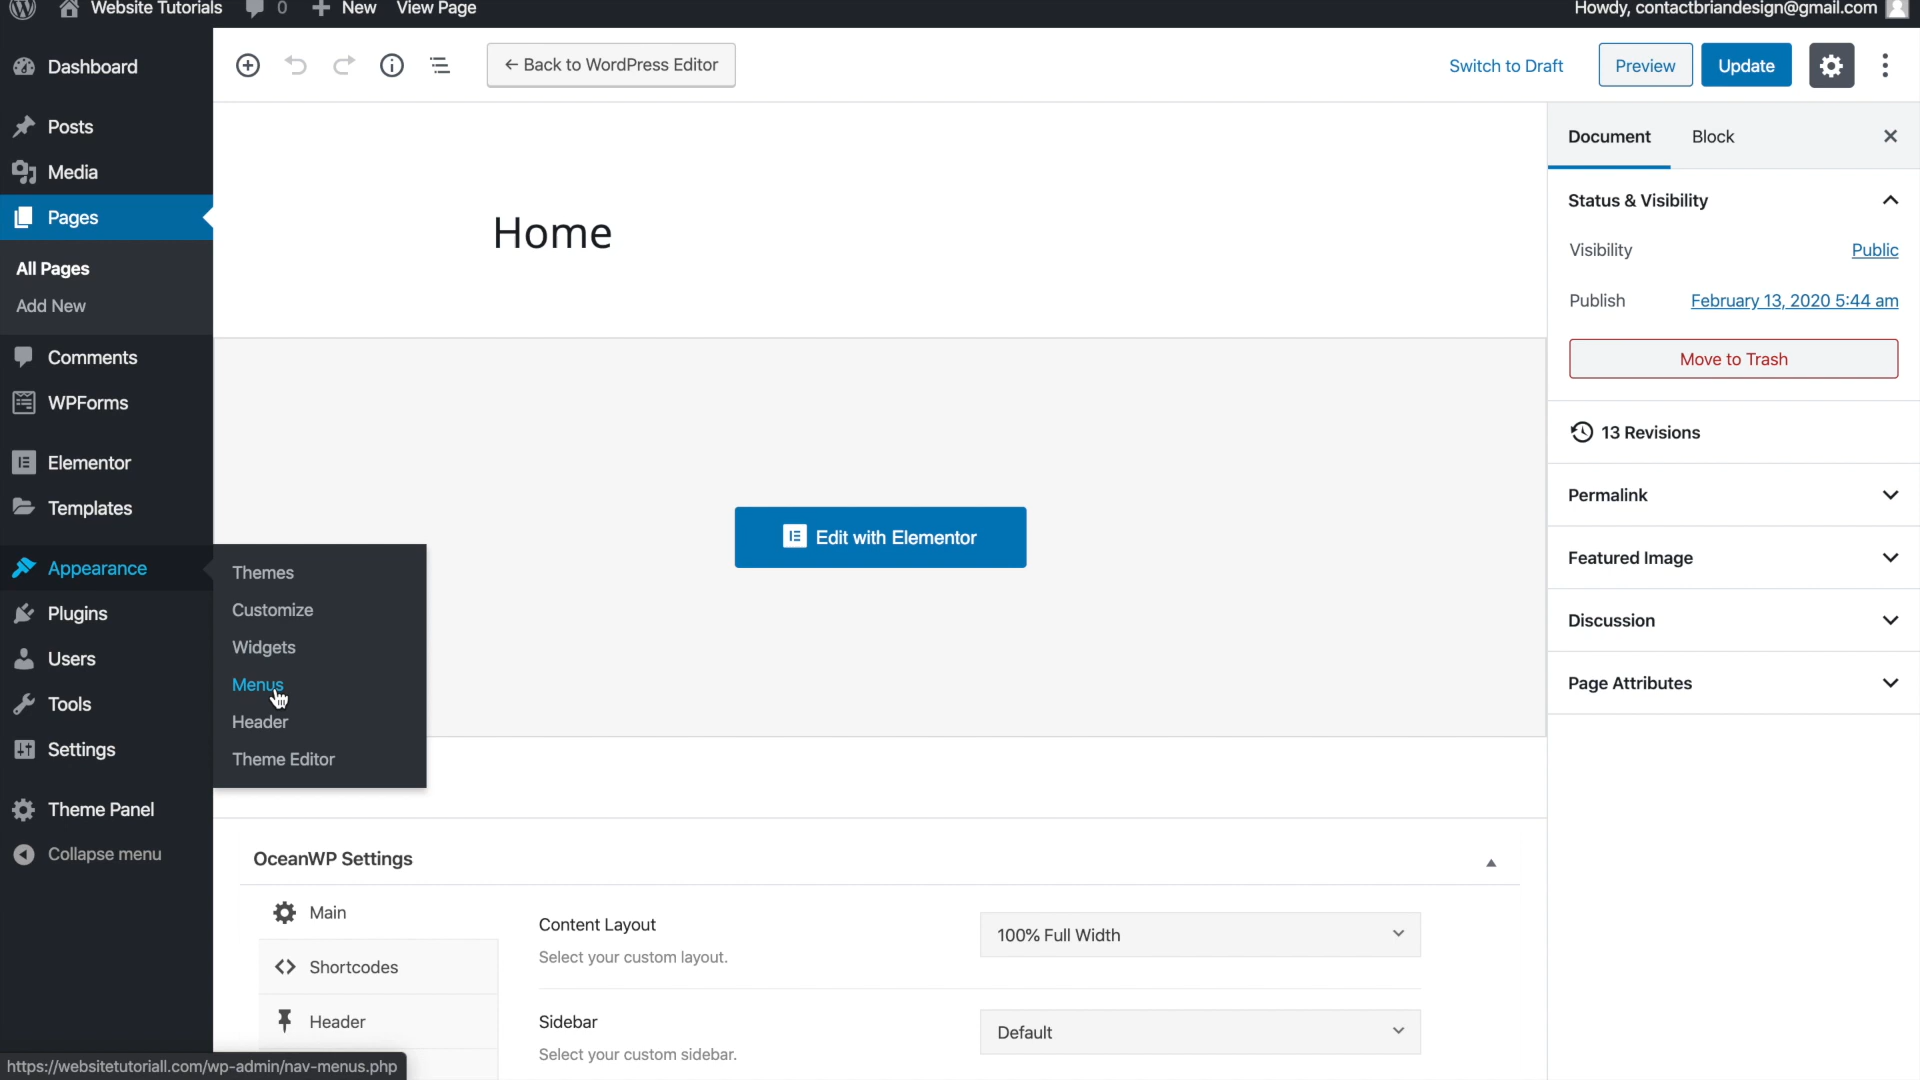 Website Tutorials 0 New View Page Howdy, contactbriandesign@gmail.com
Dashboard
Posts
Media
Pages
All Pages
Add New
Comments
WPForms
Elementor
Templates
Appearance
Plugins
Users
Tools
Settings
Theme Panel
Collapse menu
Themes
Customize
Widgets
Menus
Header
Theme Editor
← Back to WordPress Editor
Switch to Draft Preview Update
Home
Edit with Elementor
OceanWP Settings
Main
Shortcodes
Header
Content Layout
Select your custom layout.
100% Full Width
Sidebar
Select your custom sidebar.
Default
Document Block
Status & Visibility
Visibility Public
Publish February 13, 2020 5:44 am
Move to Trash
13 Revisions
Permalink
Featured Image
Discussion
Page Attributes
https://websitetutoriall.com/wp-admin/nav-menus.php